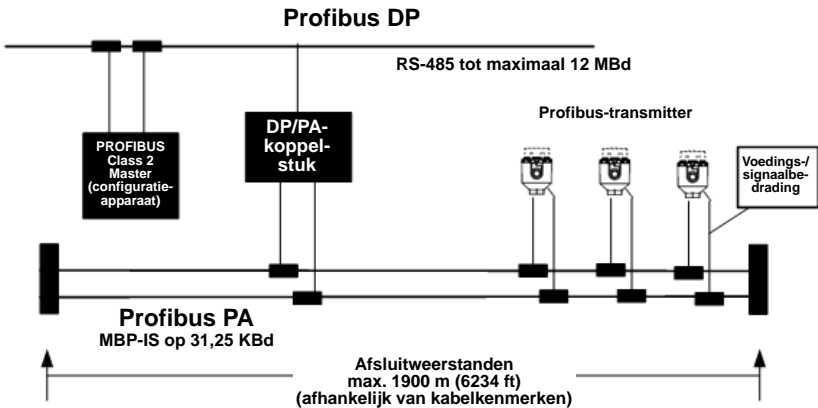 Profibus DP
RS-485 tot maximaal 12 MBd
Profibus-transmitter
PROFIBUS
Class 2
Master
(configuratie-
apparaat)
DP/PA-
koppel-
stuk
Voedings-/
signaalbe-
drading
Profibus PA
MBP-IS op 31,25 KBd
Afsluitweerstanden
max. 1900 m (6234 ft)
(afhankelijk van kabelkenmerken)